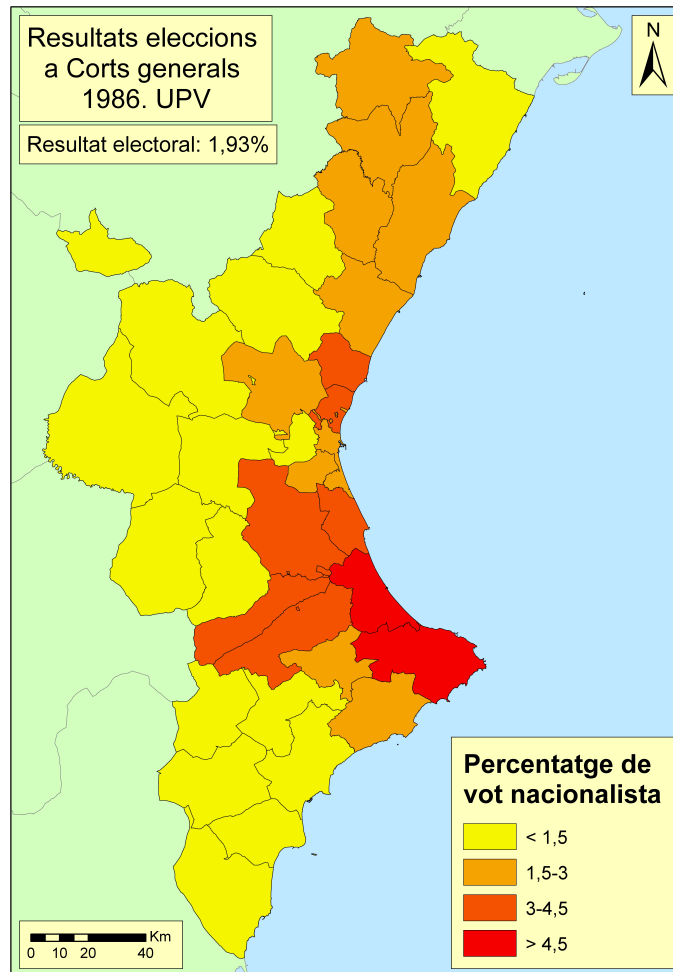 Resultats eleccions
a Corts generals
1986. UPV
Resultat electoral: 1,93%
N
Percentatge de
vot nacionalista
< 1,5
1,5-3
3-4,5
> 4,5
Km
0 10 20 40